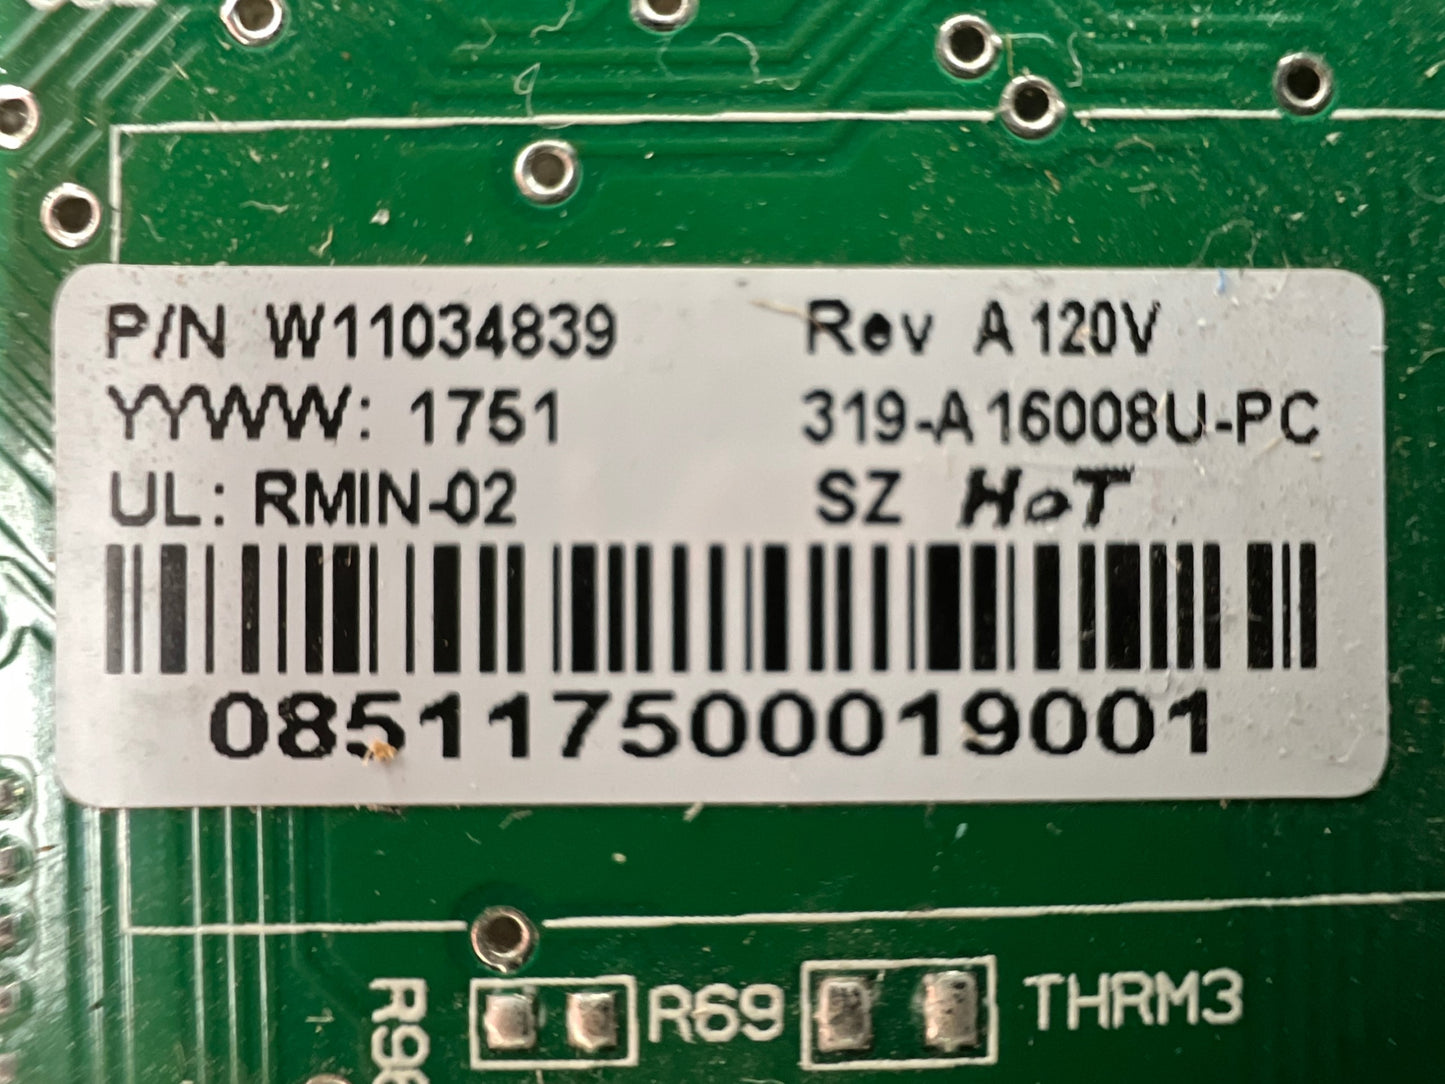 P/N W11034839 Rev A 120V
YYWW: 1751 319-A16008U-PC
UL: RMIN-02 SZ HOT
085117500019001
R69 THRM3